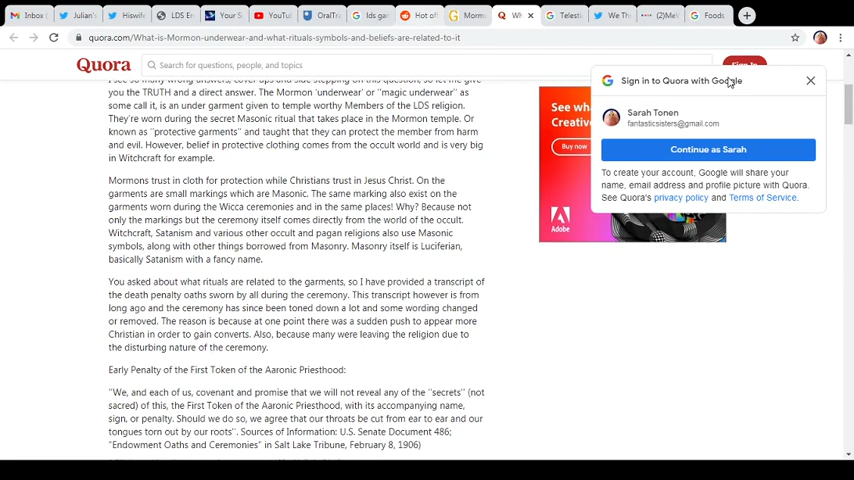 Inbox (
Julian's
Hiswife
LDS En
Your S
YouTu
OralTra
lds gar
Hot off
Mormo
Wh
Telesti
We Th
(2)Me
Foods
quora.com/What-is-Mormon-underwear-and-what-rituals-symbols-and-beliefs-are-related-to-it
Quora
Search for questions, people, and topics
Sign In
I see so many wrong answers, cover ups and side stepping on this question, so let me give
you the TRUTH and a direct answer. The Mormon 'underwear' or ''magic underwear'' as
some call it, is an under garment given to temple worthy Members of the LDS religion.
They're worn during the secret Masonic ritual that takes place in the Mormon temple. Or
known as ''protective garments'' and taught that they can protect the member from harm
and evil. However, belief in protective clothing comes from the occult world and is very big
in Witchcraft for example.
Mormons trust in cloth for protection while Christians trust in Jesus Christ. On the
garments are small markings which are Masonic. The same marking also exist on the
garments worn during the Wicca ceremonies and in the same places! Why? Because not
only the markings but the ceremony itself comes directly from the world of the occult.
Witchcraft, Satanism and various other occult and pagan religions also use Masonic
symbols, along with other things borrowed from Masonry. Masonry itself is Luciferian,
basically Satanism with a fancy name.
You asked about what rituals are related to the garments, so I have provided a transcript of
the death penalty oaths sworn by all during the ceremony. This transcript however is from
long ago and the ceremony has since been toned down a lot and some wording changed
or removed. The reason is because at one point there was a sudden push to appear more
Christian in order to gain converts. Also, because many were leaving the religion due to
the disturbing nature of the ceremony.
Early Penalty of the First Token of the Aaronic Priesthood:
''We, and each of us, covenant and promise that we will not reveal any of the ''secrets'' (not
sacred) of this, the First Token of the Aaronic Priesthood, with its accompanying name,
sign, or penalty. Should we do so, we agree that our throats be cut from ear to ear and our
tongues torn out by our roots''. Sources of Information: U.S. Senate Document 486;
"Endowment Oaths and Ceremonies" in Salt Lake Tribune, February 8, 1906)
See wha
Creative
Buy now
Adobe
Sign in to Quora with Google
Sarah Tonen
fantasticsisters@gmail.com
Continue as Sarah
To create your account, Google will share your
name, email address and profile picture with Quora.
See Quora's privacy policy and Terms of Service.